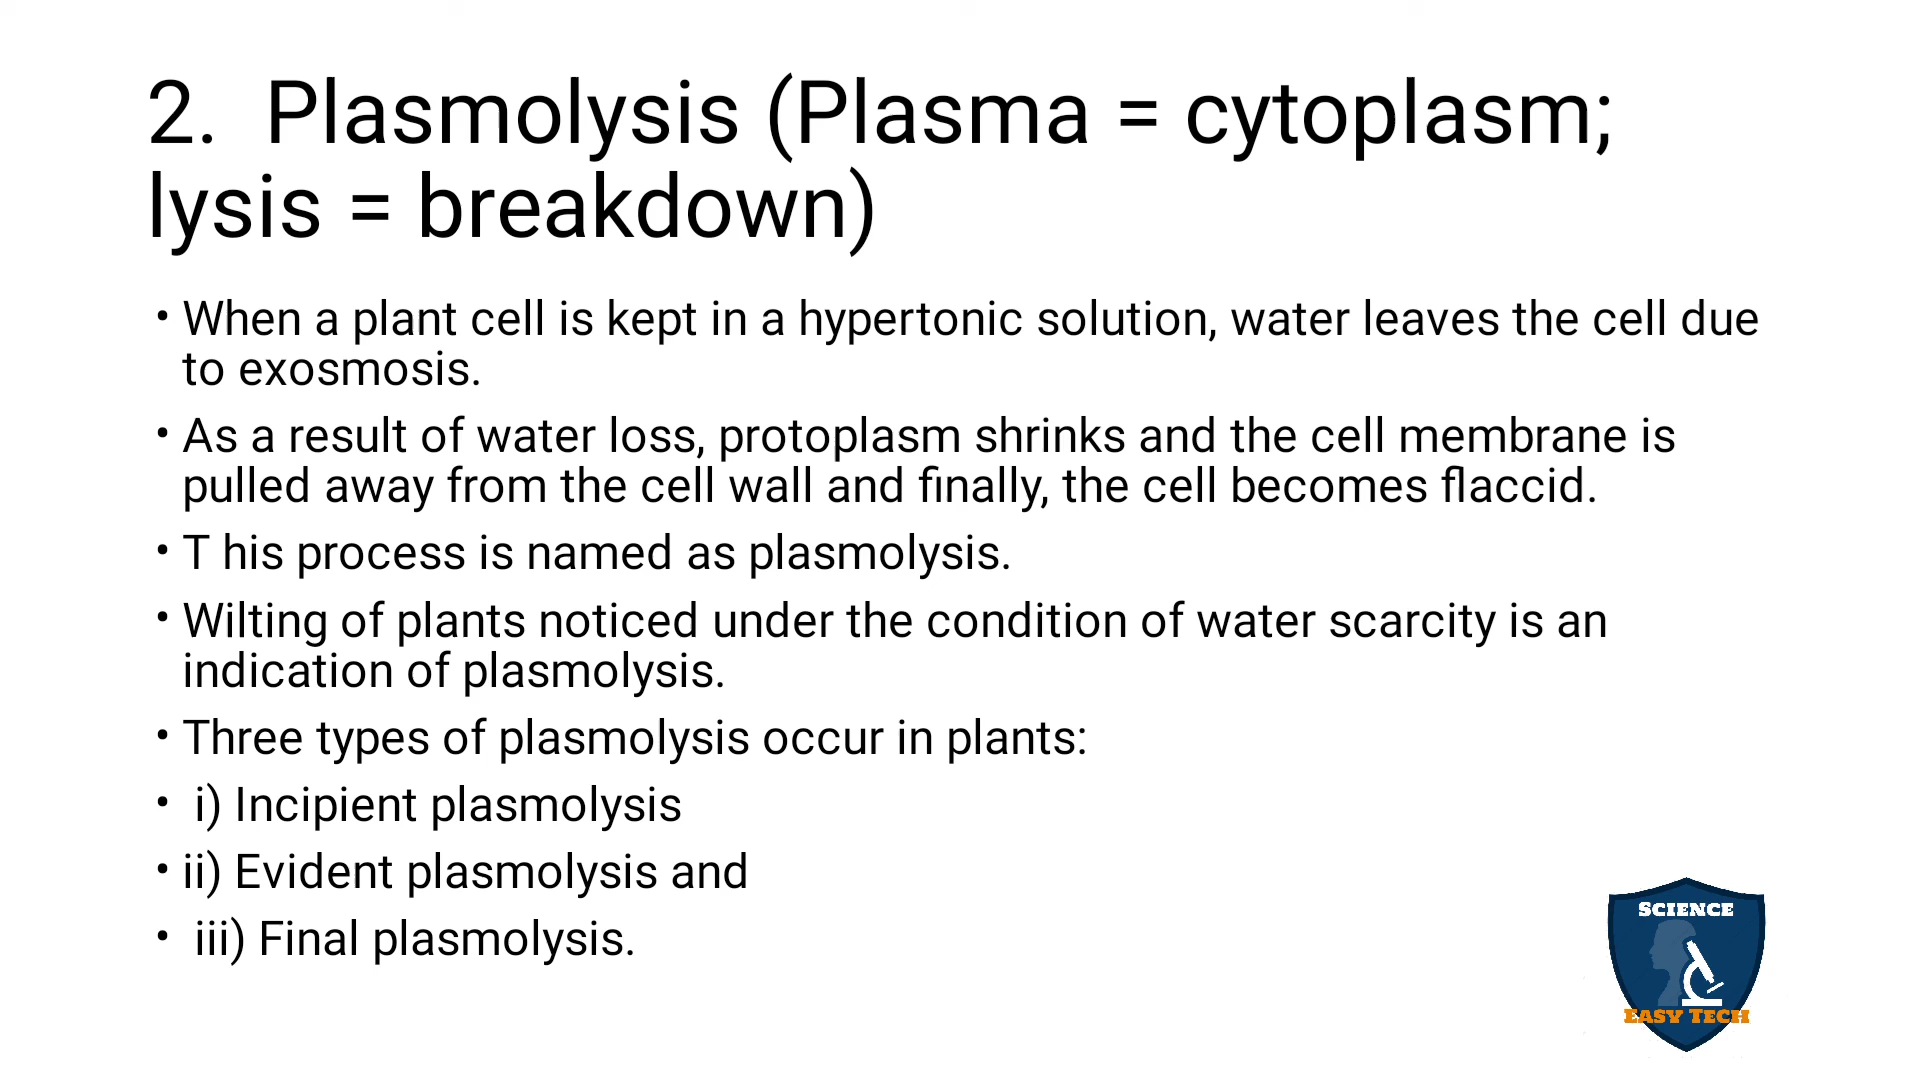 2.  Plasmolysis (Plasma = cytoplasm;
lysis = breakdown)
• When a plant cell is kept in a hypertonic solution, water leaves the cell due
to exosmosis.
• As a result of water loss, protoplasm shrinks and the cell membrane is
pulled away from the cell wall and finally, the cell becomes flaccid.
• T his process is named as plasmolysis.
• Wilting of plants noticed under the condition of water scarcity is an
indication of plasmolysis.
• Three types of plasmolysis occur in plants:
•  i) Incipient plasmolysis
• ii) Evident plasmolysis and
•  iii) Final plasmolysis.
SCIENCE
EASY TECH